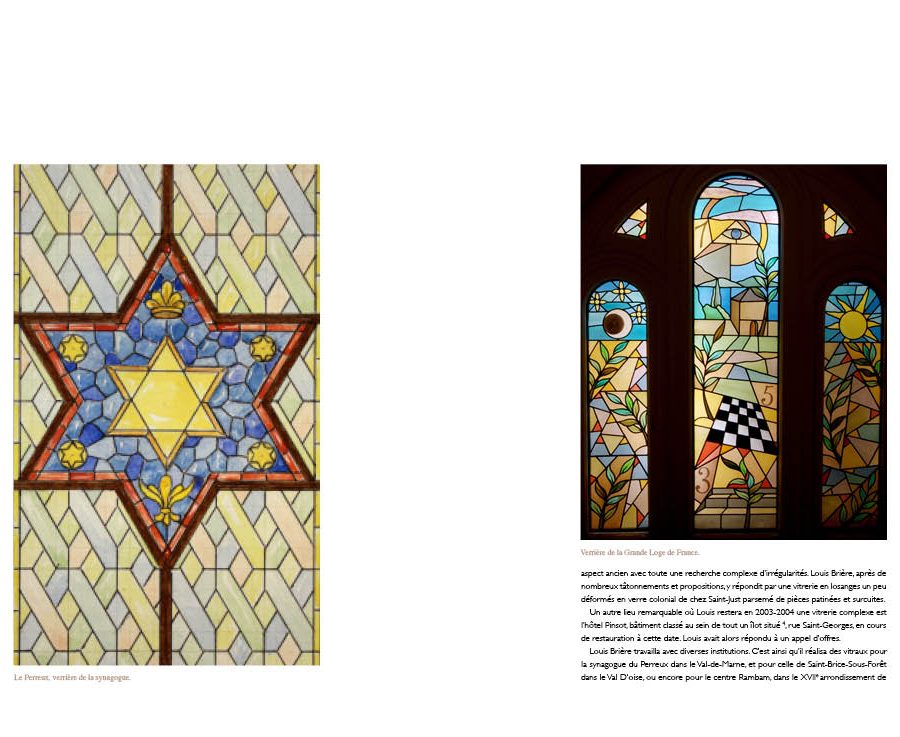 5
3
Le Perreux, verrière de la synagogue.
Verrière de la Grande Loge de France.
aspect ancien avec toute une recherche complexe d'irrégularités. Louis Brière, après de
nombreux tâtonnements et propositions, y répondit par une vitrerie en losanges un peu
déformés en verre colonial de chez Saint-Just parsemé de pièces patinées et surcuites.
Un autre lieu remarquable où Louis restera en 2003-2004 une vitrerie complexe est
l'hôtel Pinsot, bâtiment classé au sein de tout un îlot situé ⁴, rue Saint-Georges, en cours
de restauration à cette date. Louis avait alors répondu à un appel d'offres.
Louis Brière travailla avec diverses institutions. C'est ainsi qu'il réalisa des vitraux pour
la synagogue du Perreux dans le Val-de-Marne, et pour celle de Saint-Brice-Sous-Forêt
dans le Val D'oise, ou encore pour le centre Rambam, dans le XVIIᵉ arrondissement de